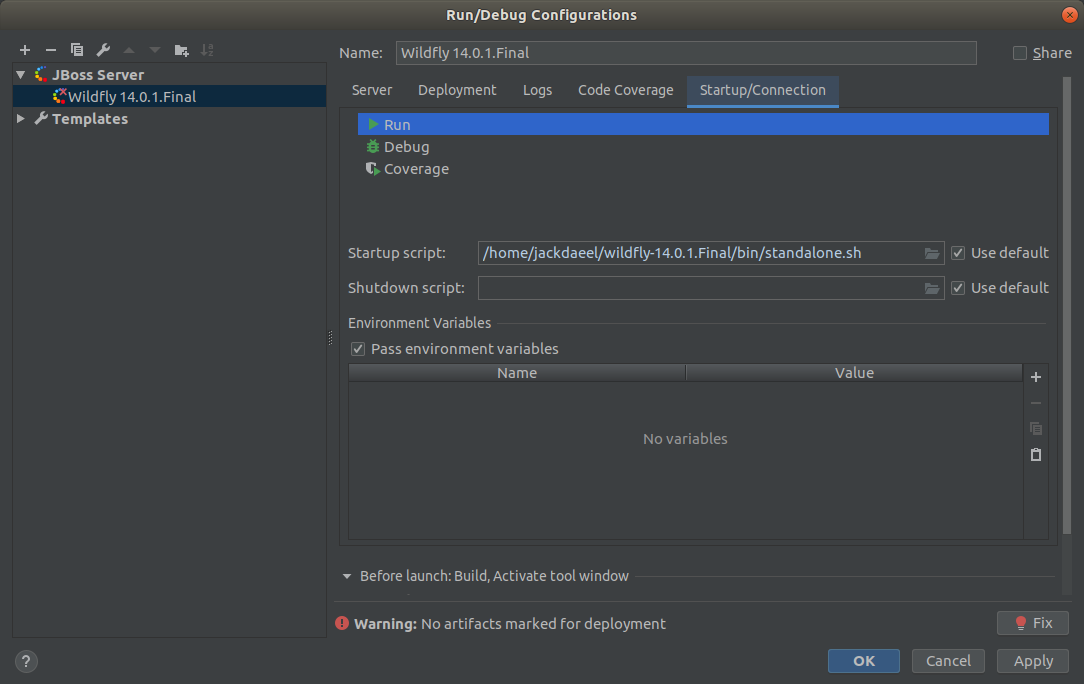 Run/Debug Configurations
Name: Wildfly 14.0.1.Final Share
JBoss Server
Wildfly 14.0.1.Final
Templates
Server Deployment Logs Code Coverage Startup/Connection
Run
Debug
Coverage
Startup script: /home/jackdaeel/wildfly-14.0.1.Final/bin/standalone.sh Use default
Shutdown script: Use default
Environment Variables
Pass environment variables
Name Value
No variables
Before launch: Build, Activate tool window
Warning: No artifacts marked for deployment Fix
? OK Cancel Apply